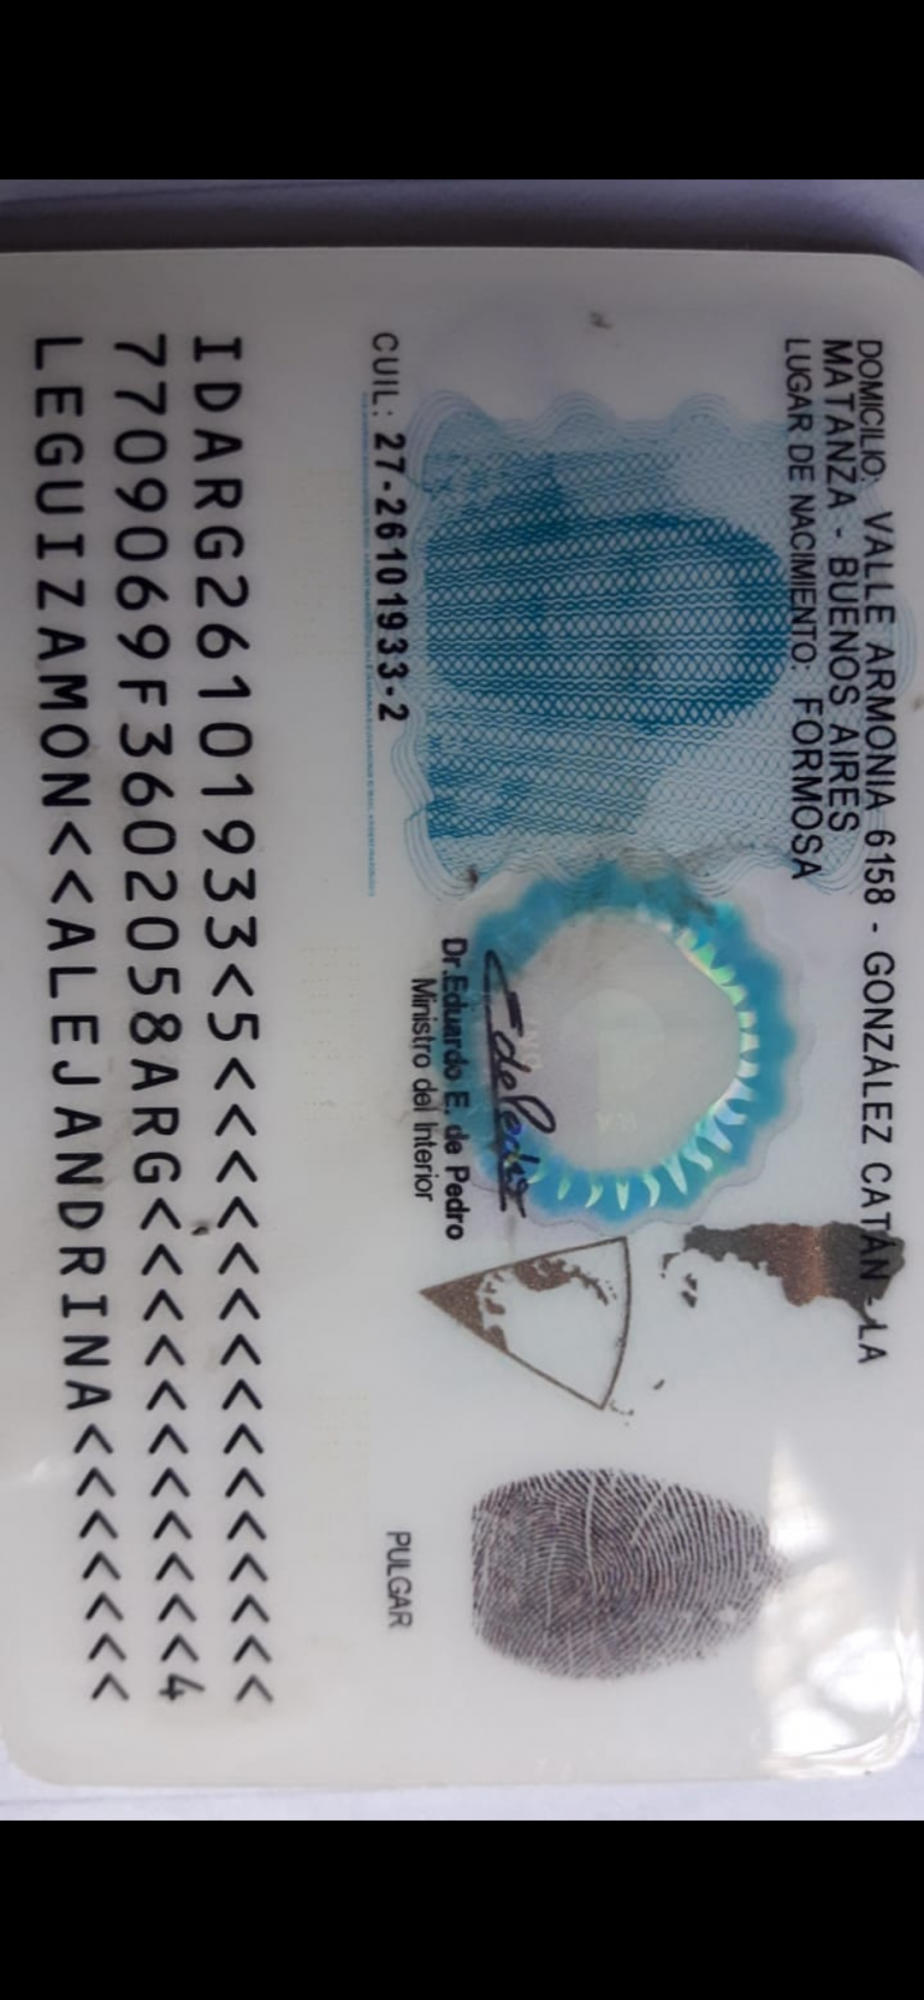 DOMICILIO: VALLE ARMONIA 6158 - GONZÁLEZ CATÁN - LA
MATANZA - BUENOS AIRES
LUGAR DE NACIMIENTO: FORMOSA
CUIL: 27-26101933-2
Dr.Eduardo E. de Pedro
Ministro del Interior
PULGAR
IDARG26101933<5<<<<<<<<<<<<<<<
7709069F3602058ARG<<<<<<<<<<<4
LEGUIZAMON<<ALEJANDRINA<<<<<<<